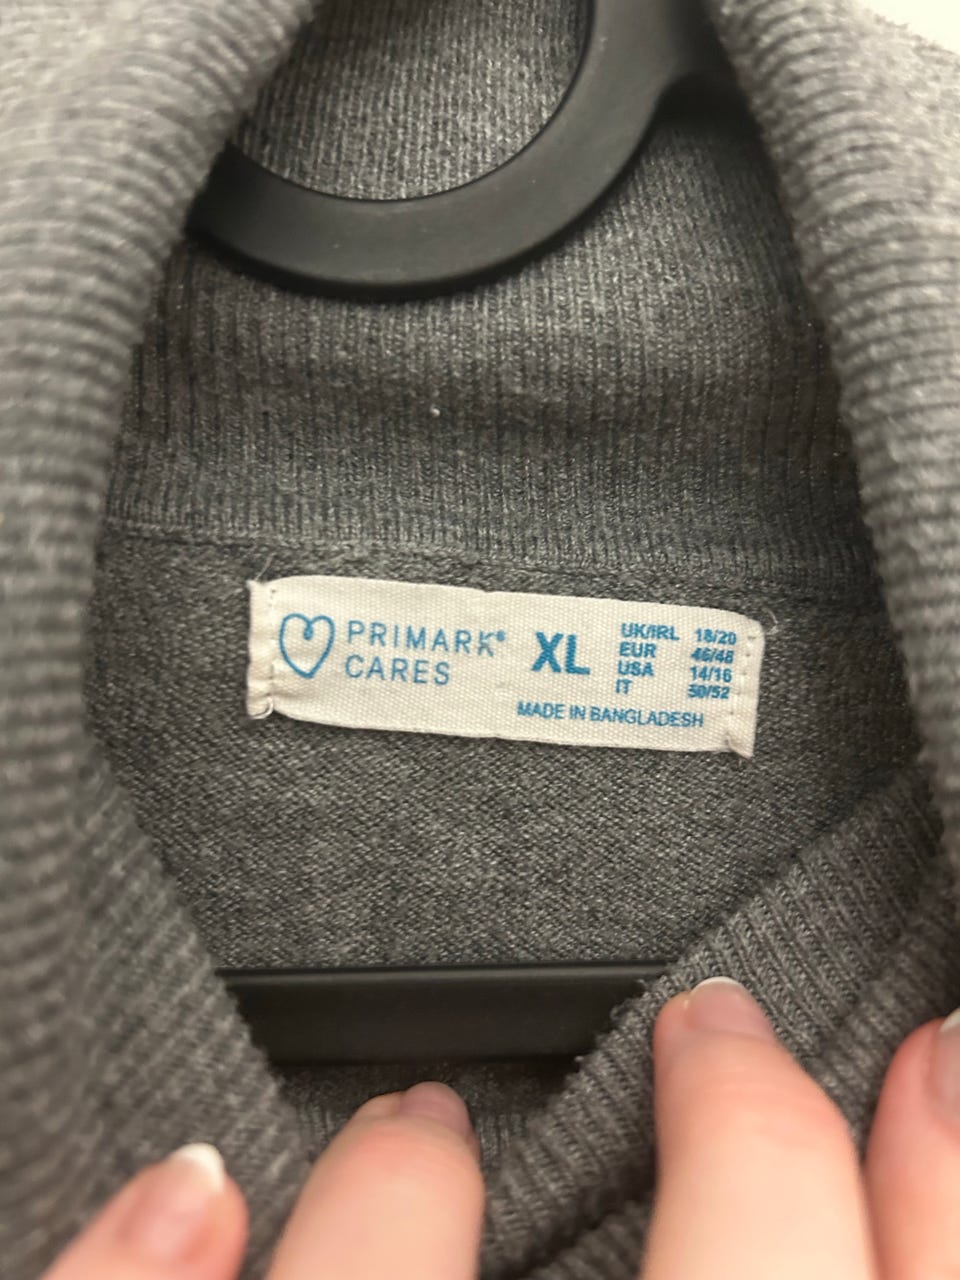 PRIMARK®
CARES
XL
UK/IRL 18/20
EUR 46/48
USA 14/16
IT 50/52
MADE IN BANGLADESH